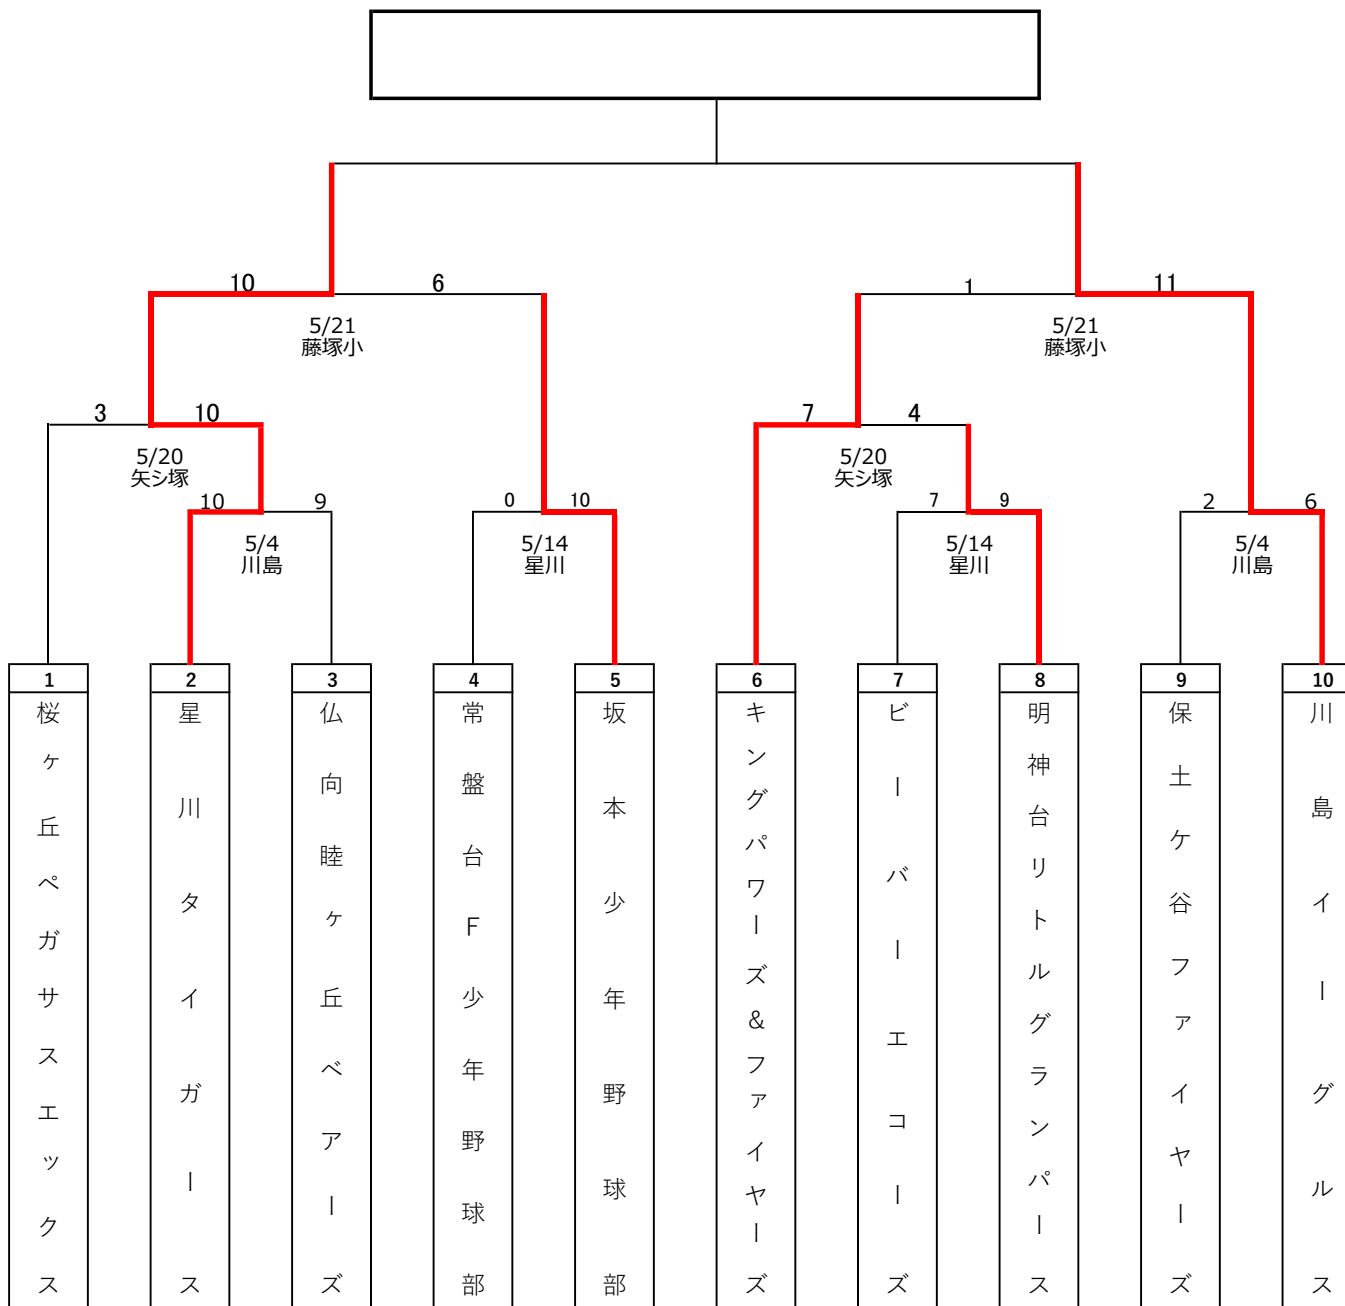 10
6
1
11
5/21
藤塚小
5/21
藤塚小
3
10
7
4
5/20
矢シ塚
5/20
矢シ塚
10
9
0
10
7
9
2
6
5/4
川島
5/14
星川
5/14
星川
5/4
川島
1
2
3
4
5
6
7
8
9
10
桜ヶ丘ペガサスエックス
星川タイガース
仏向睦ヶ丘ベアーズ
常盤台F少年野球部
坂本少年野球部
キングパワーズ&ファイヤーズ
ビーバーエコーズ
明神台リトルグランパース
保土ケ谷ファイヤーズ
川島イーグルス